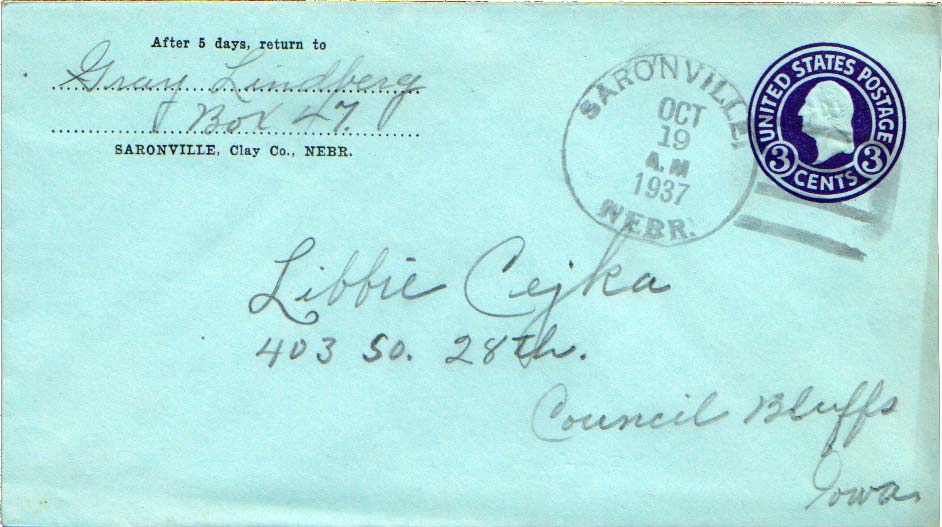 After 5 days, return to
Gray Lindberg
Box 47.
SARONVILLE, Clay Co., NEBR.
SARONVILLE,
OCT
19
A.M
1937
NEBR.
UNITED STATES POSTAGE
3 3
CENTS
Libbie Cejka
403 So. 28th.
Council Bluffs
Iowa